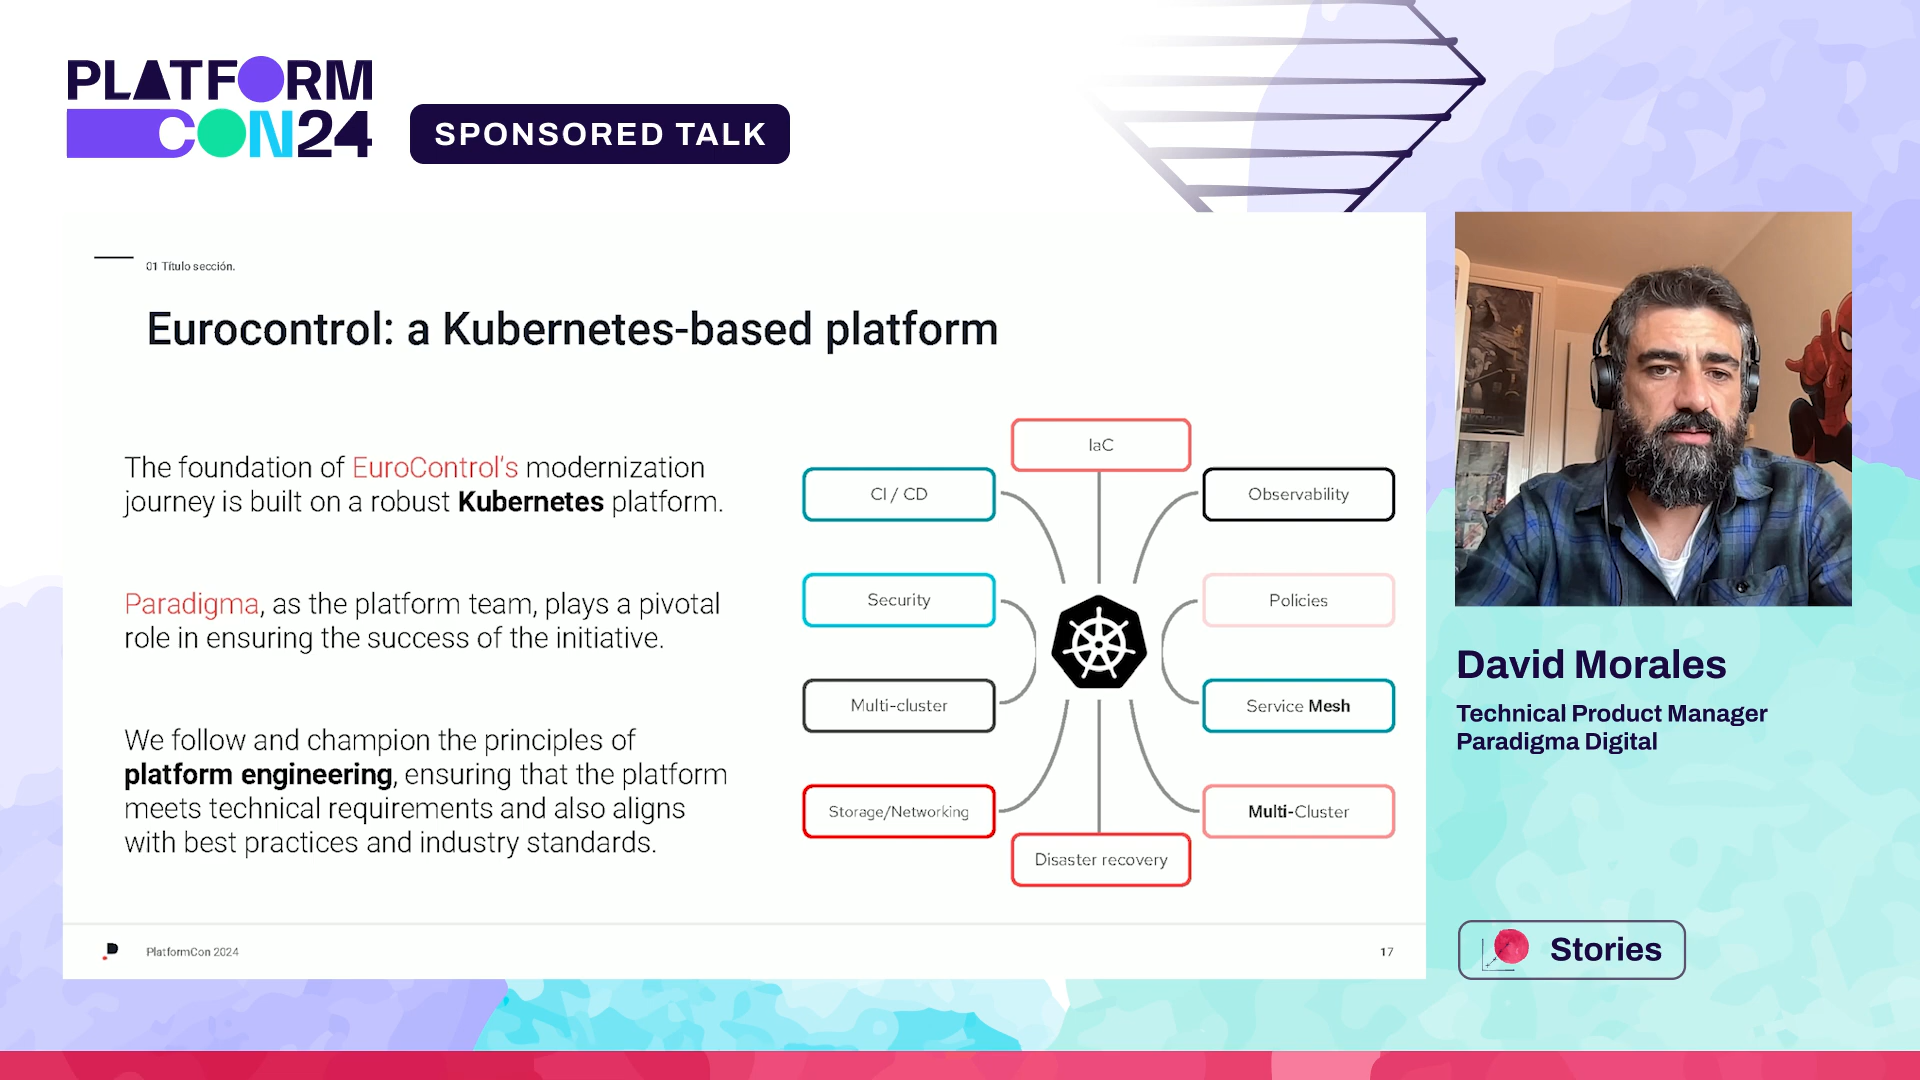 PLATFORM
CON24
SPONSORED TALK
01 Título sección.
Eurocontrol: a Kubernetes-based platform
The foundation of EuroControl's modernization
journey is built on a robust Kubernetes platform.
Paradigma, as the platform team, plays a pivotal
role in ensuring the success of the initiative.
We follow and champion the principles of
platform engineering, ensuring that the platform
meets technical requirements and also aligns
with best practices and industry standards.
IaC
CI / CD
Observability
Security
Policies
Multi-cluster
Service Mesh
Storage/Networking
Multi-Cluster
Disaster recovery
PlatformCon 2024
17
David Morales
Technical Product Manager
Paradigma Digital
Stories